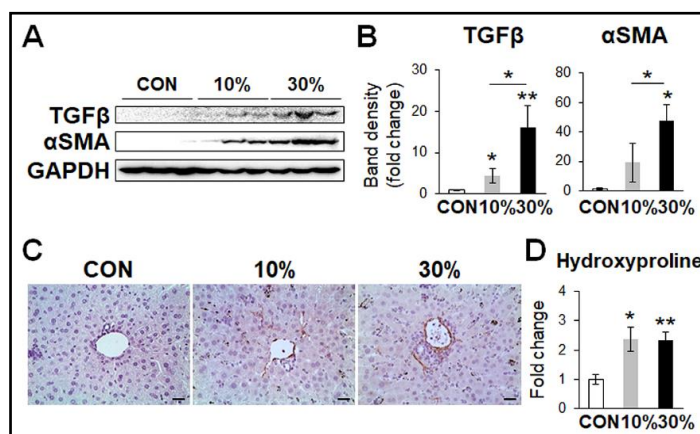 A
CON 10% 30%
TGFβ
αSMA
GAPDH
B
TGFβ αSMA
Band density
(fold change)
30
20
10
0
* ** *
CON 10% 30%
80
60
40
20
0
* *
CON 10% 30%
C
CON 10% 30%
D
Hydroxyproline
Fold change
4
3
2
1
0
* **
CON 10% 30%